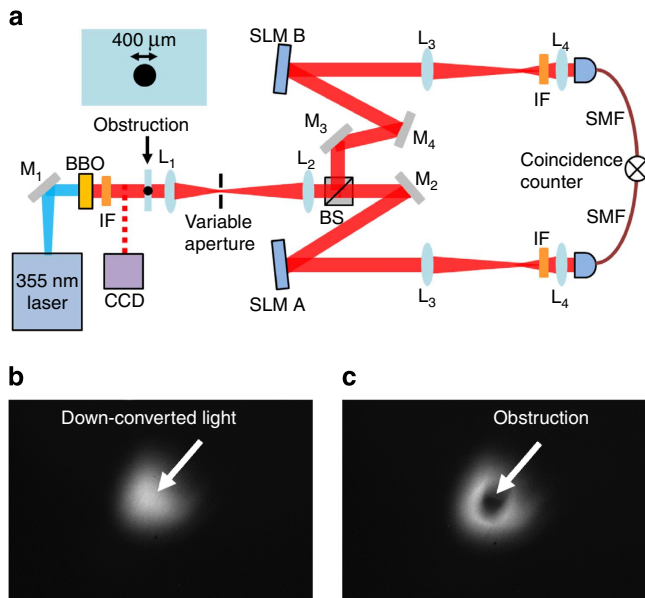 a
400 μm
Obstruction
M1
BBO
IF
L1
355 nm
laser
CCD
Variable
aperture
L2
BS
SLM B
M3
M4
M2
SLM A
L3
L4
IF
SMF
Coincidence
counter
SMF
IF
L3
L4
b
Down-converted light
c
Obstruction